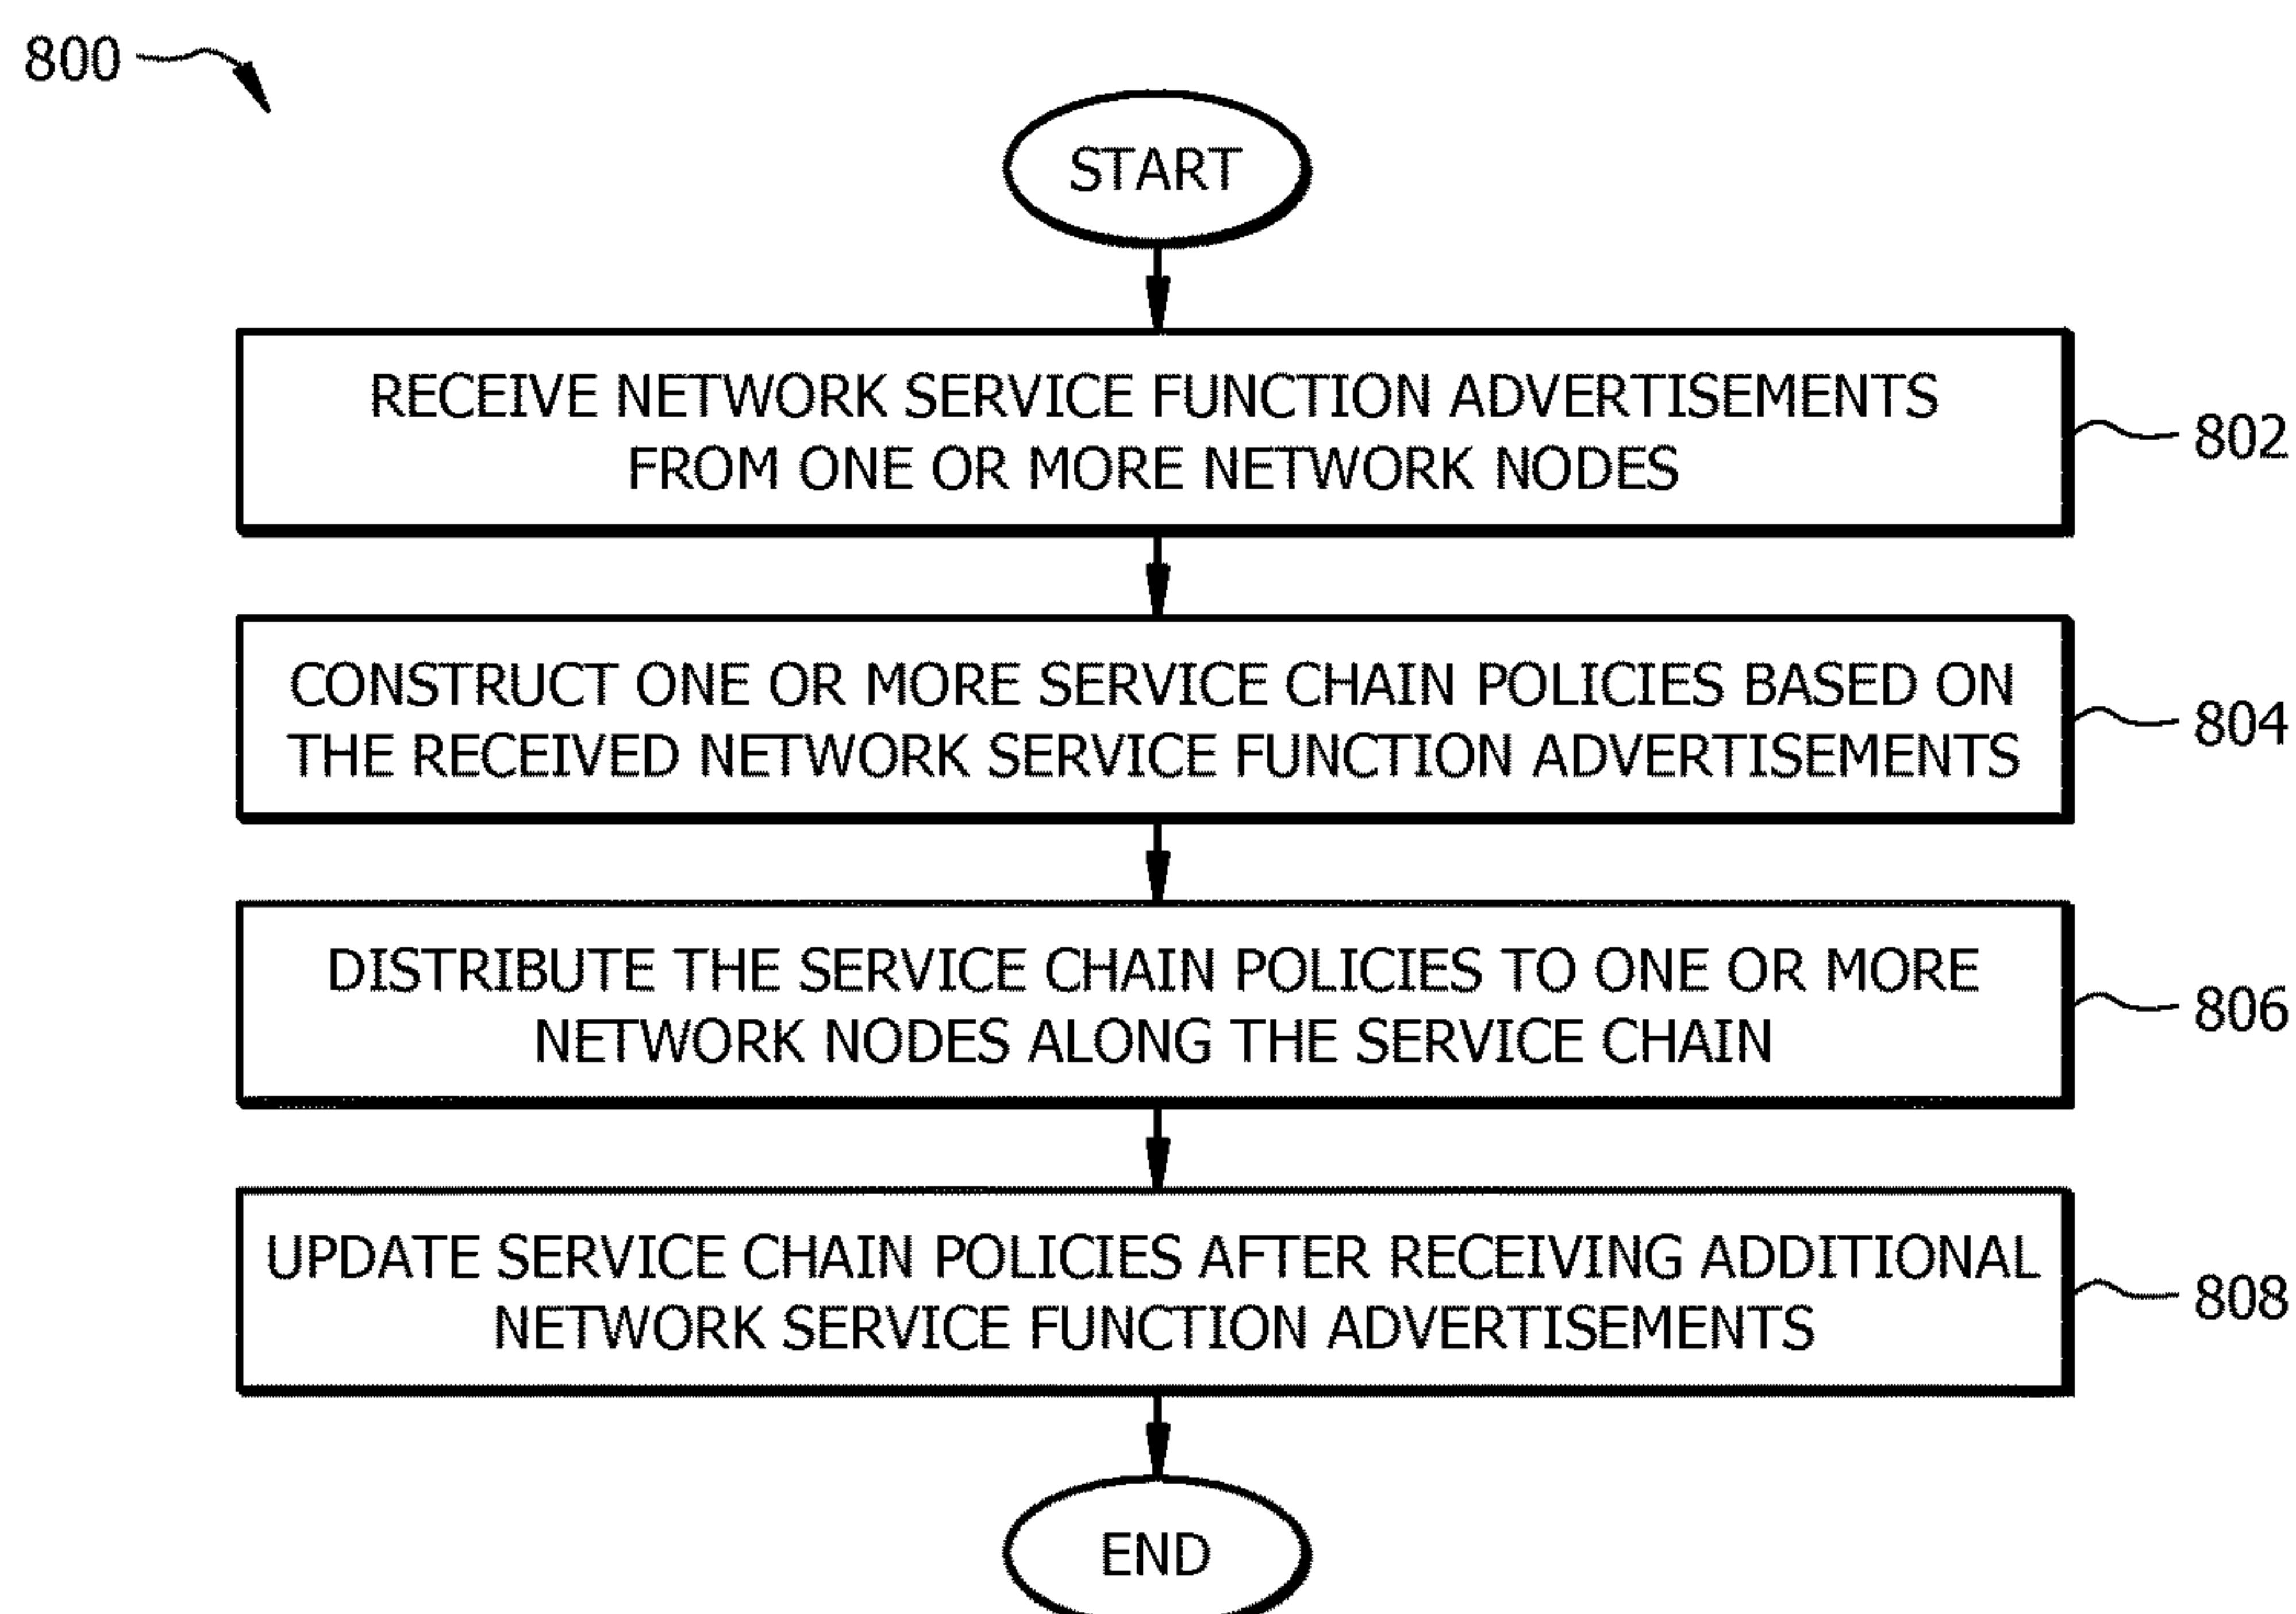 800
START
RECEIVE NETWORK SERVICE FUNCTION ADVERTISEMENTS
FROM ONE OR MORE NETWORK NODES
802
CONSTRUCT ONE OR MORE SERVICE CHAIN POLICIES BASED ON
THE RECEIVED NETWORK SERVICE FUNCTION ADVERTISEMENTS
804
DISTRIBUTE THE SERVICE CHAIN POLICIES TO ONE OR MORE
NETWORK NODES ALONG THE SERVICE CHAIN
806
UPDATE SERVICE CHAIN POLICIES AFTER RECEIVING ADDITIONAL
NETWORK SERVICE FUNCTION ADVERTISEMENTS
808
END